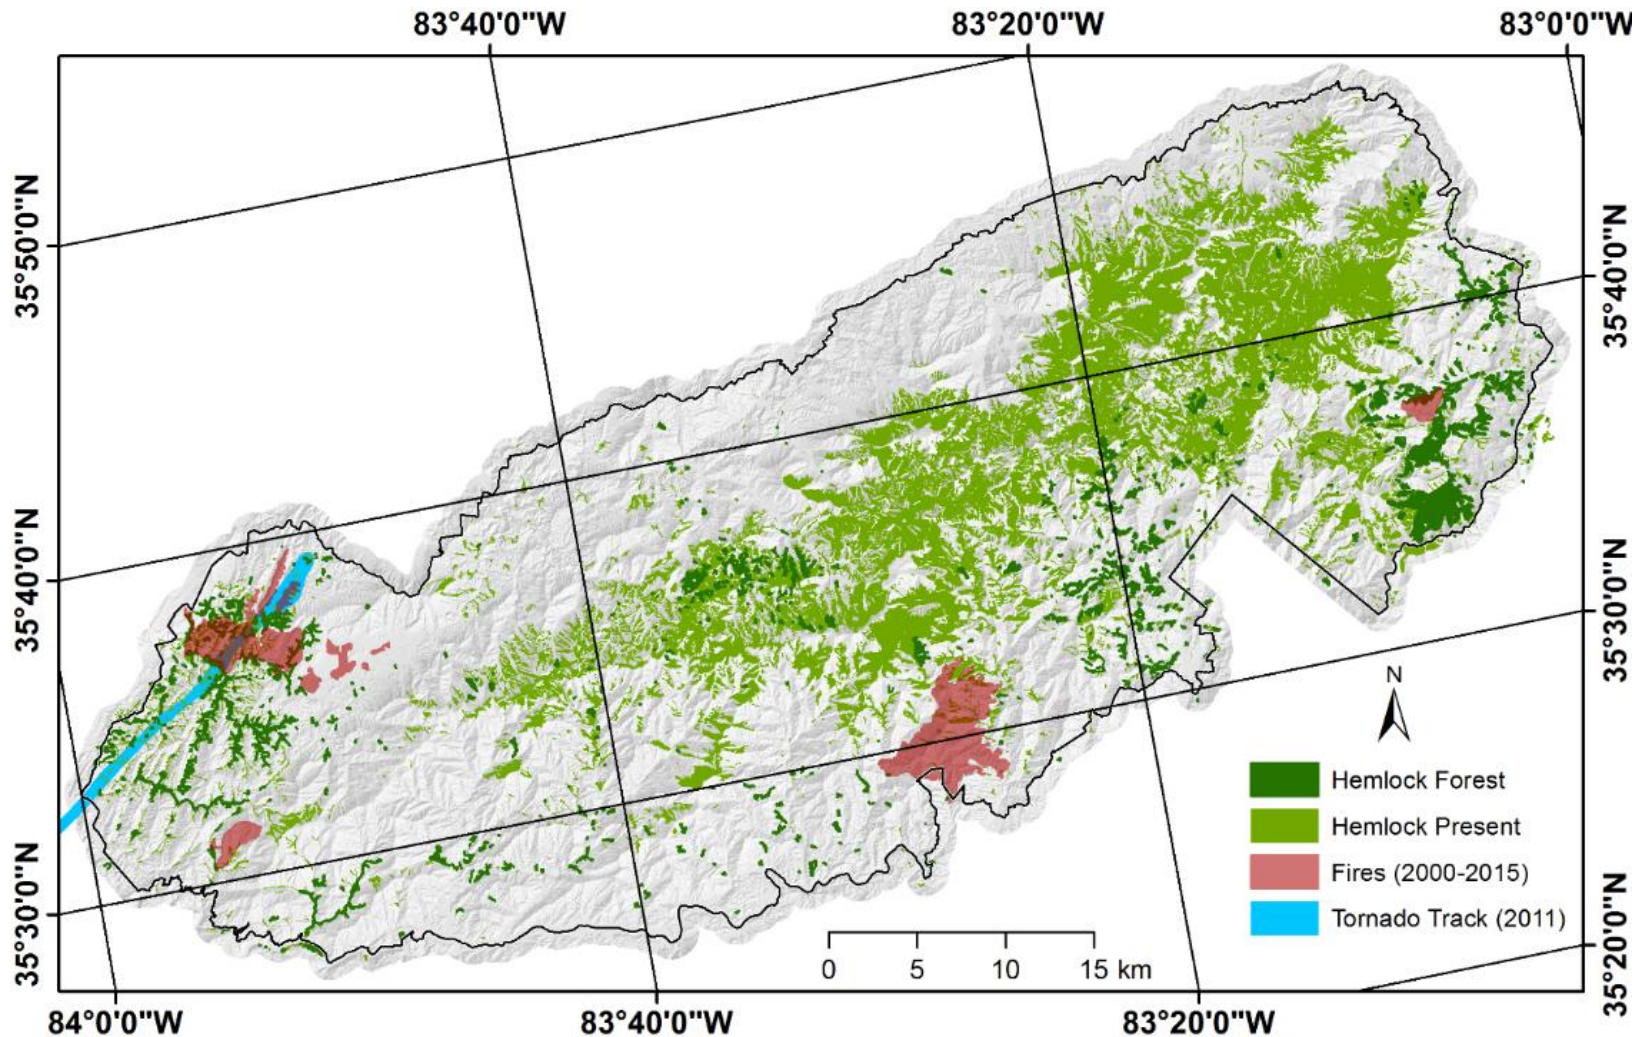 83°40'0"W
83°20'0"W
83°0'0"W
35°50'0"N
35°40'0"N
35°40'0"N
35°30'0"N
N
Hemlock Forest
Hemlock Present
Fires (2000-2015)
Tornado Track (2011)
35°30'0"N
35°20'0"N
0 5 10 15 km
84°0'0"W
83°40'0"W
83°20'0"W